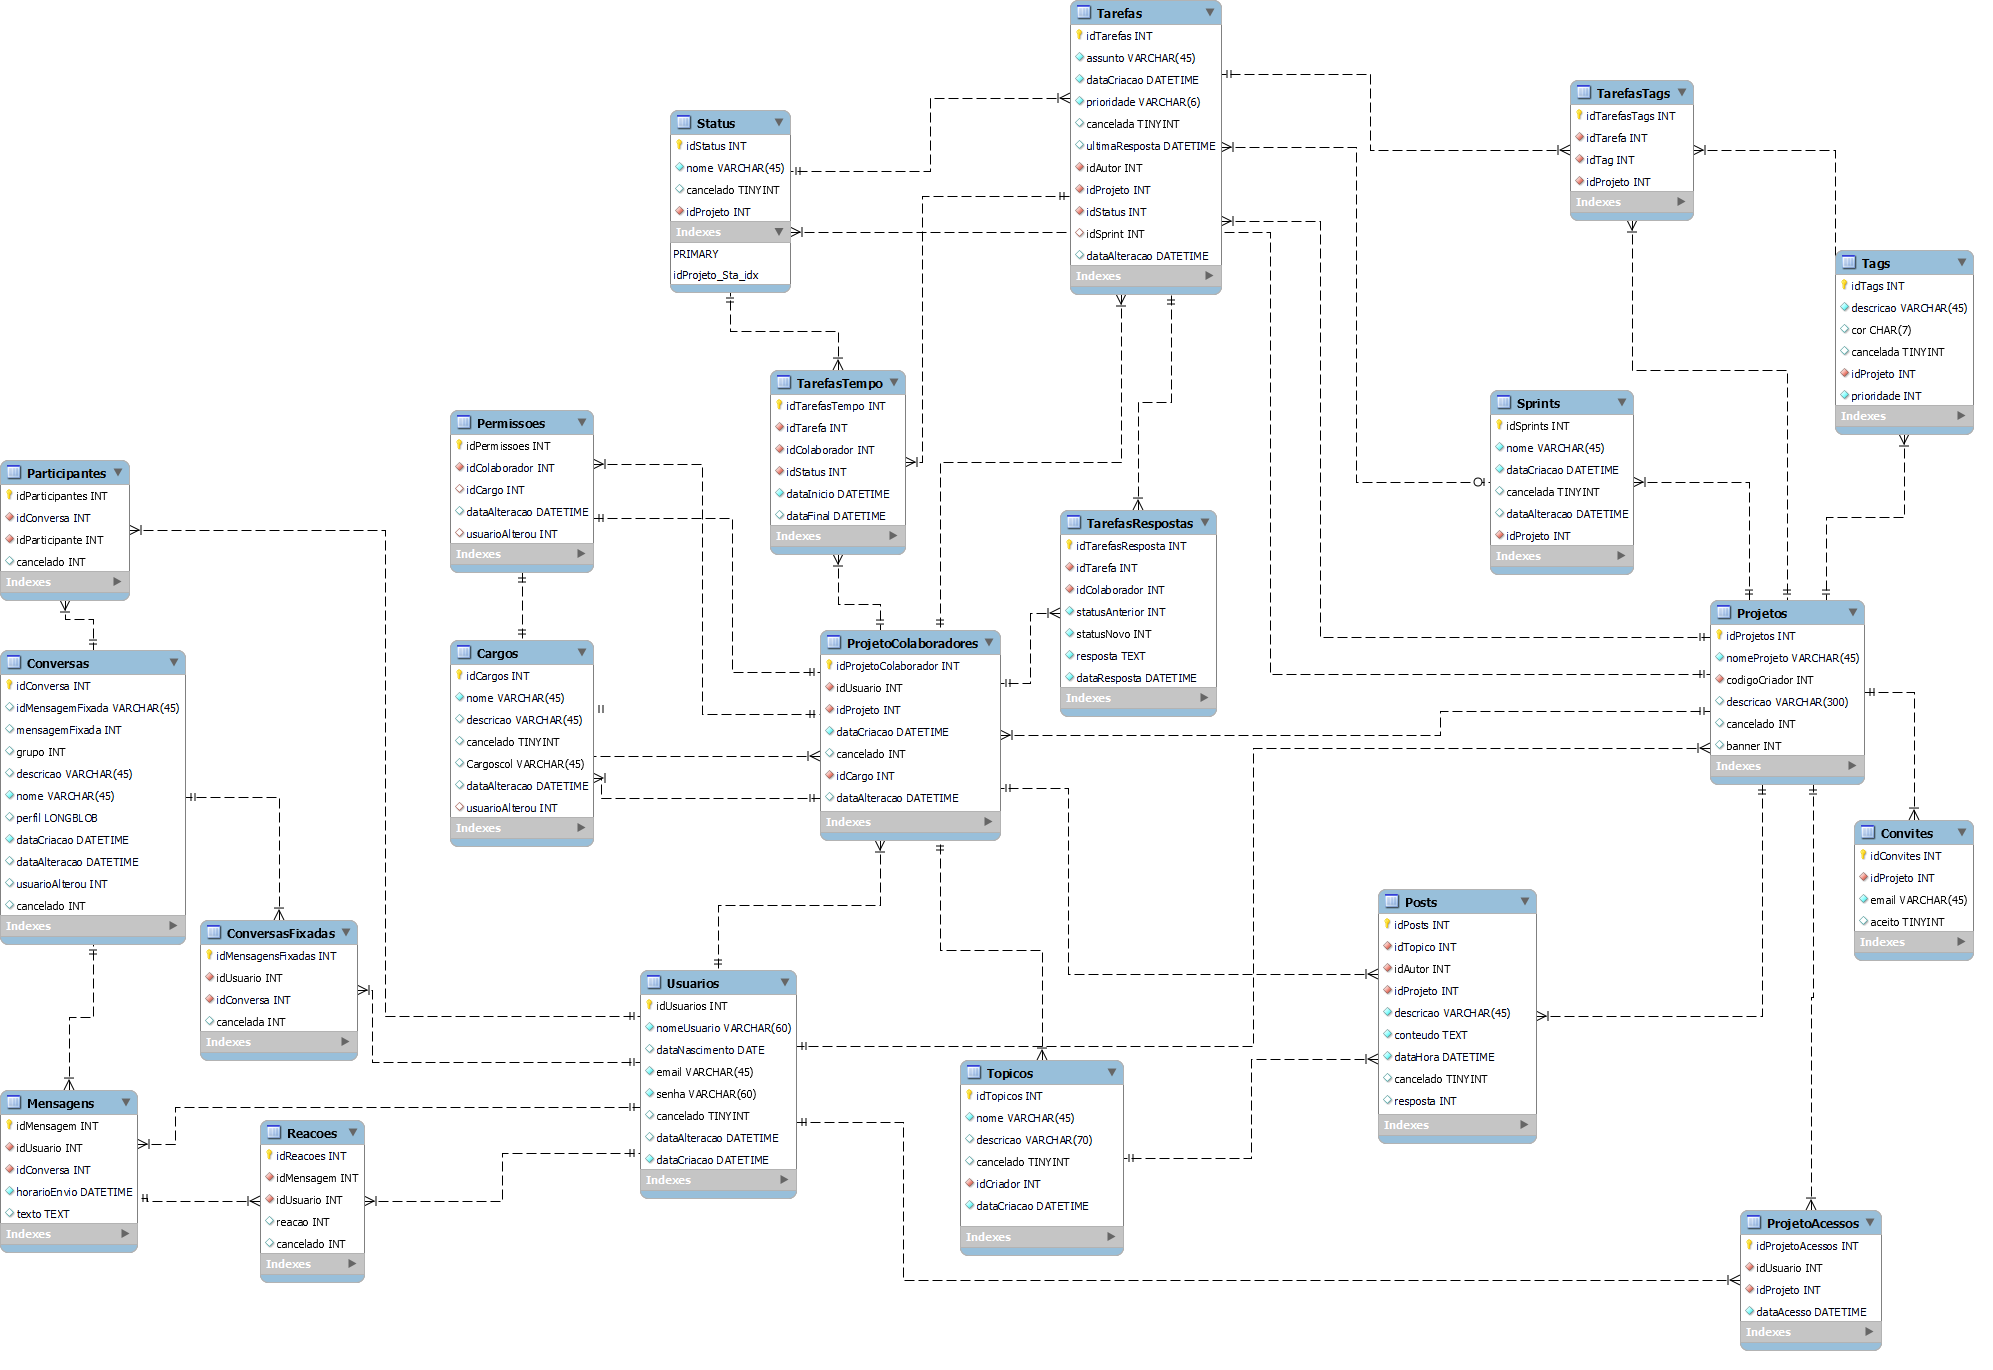 Tarefas
idTarefas INT
assunto VARCHAR(45)
dataCriacao DATETIME
prioridade VARCHAR(6)
cancelada TINYINT
ultimaResposta DATETIME
idAutor INT
idProjeto INT
idStatus INT
idSprint INT
dataAlteracao DATETIME
Indexes
TarefasTags
idTarefasTags INT
idTarefa INT
idTag INT
idProjeto INT
Indexes
Status
idStatus INT
nome VARCHAR(45)
cancelado TINYINT
idProjeto INT
Indexes
PRIMARY
idProjeto_Sta_idx
Tags
idTags INT
descricao VARCHAR(45)
cor CHAR(7)
cancelada TINYINT
idProjeto INT
prioridade INT
Indexes
TarefasTempo
idTarefasTempo INT
idTarefa INT
idColaborador INT
idStatus INT
dataInicio DATETIME
dataFinal DATETIME
Indexes
Sprints
idSprints INT
nome VARCHAR(45)
dataCriacao DATETIME
cancelada TINYINT
dataAlteracao DATETIME
idProjeto INT
Indexes
Permissoes
idPermissoes INT
idColaborador INT
idCargo INT
dataAlteracao DATETIME
usuarioAlterou INT
Indexes
Participantes
idParticipantes INT
idConversa INT
idParticipante INT
cancelado INT
Indexes
TarefasRespostas
idTarefasResposta INT
idTarefa INT
idColaborador INT
statusAnterior INT
statusNovo INT
resposta TEXT
dataResposta DATETIME
Indexes
Projetos
idProjetos INT
nomeProjeto VARCHAR(45)
codigoCriador INT
descricao VARCHAR(300)
cancelado INT
banner INT
Indexes
ProjetoColaboradores
idProjetoColaborador INT
idUsuario INT
idProjeto INT
dataCriacao DATETIME
cancelado INT
idCargo INT
dataAlteracao DATETIME
Indexes
Cargos
idCargos INT
nome VARCHAR(45)
descricao VARCHAR(45)
cancelado TINYINT
Cargoscol VARCHAR(45)
dataAlteracao DATETIME
usuarioAlterou INT
Indexes
Conversas
idConversa INT
idMensagemFixada VARCHAR(45)
mensagemFixada INT
grupo INT
descricao VARCHAR(45)
nome VARCHAR(45)
perfil LONGBLOB
dataCriacao DATETIME
dataAlteracao DATETIME
usuarioAlterou INT
cancelado INT
Indexes
Convites
idConvites INT
idProjeto INT
email VARCHAR(45)
aceito TINYINT
Indexes
Posts
idPosts INT
idTopico INT
idAutor INT
idProjeto INT
descricao VARCHAR(45)
conteudo TEXT
dataHora DATETIME
cancelado TINYINT
resposta INT
Indexes
ConversasFixadas
idMensagensFixadas INT
idUsuario INT
idConversa INT
cancelada INT
Indexes
Usuarios
idUsuarios INT
nomeUsuario VARCHAR(60)
dataNascimento DATE
email VARCHAR(45)
senha VARCHAR(60)
cancelado TINYINT
dataAlteracao DATETIME
dataCriacao DATETIME
Indexes
Topicos
idTopicos INT
nome VARCHAR(45)
descricao VARCHAR(70)
cancelado TINYINT
idCriador INT
dataCriacao DATETIME
Indexes
Mensagens
idMensagem INT
idUsuario INT
idConversa INT
horarioEnvio DATETIME
texto TEXT
Indexes
Reacoes
idReacoes INT
idMensagem INT
idUsuario INT
reacao INT
cancelado INT
Indexes
ProjetoAcessos
idProjetoAcessos INT
idUsuario INT
idProjeto INT
dataAcesso DATETIME
Indexes